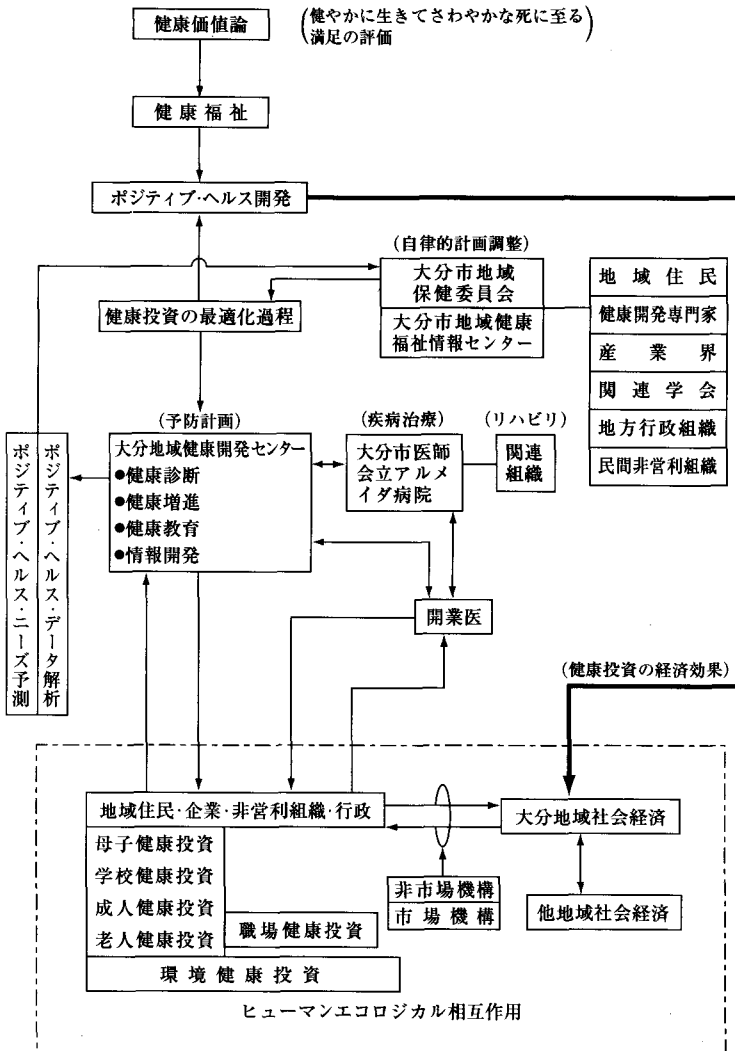 健康価値論
(健やかに生きてさわやかな死に至る
満足の評価)
健康福祉
ポジティブ・ヘルス開発
(自律的計画調整)
大分市地域
保健委員会
大分市地域健康
福祉情報センター
地域住民
健康開発専門家
産業界
関連学会
地方行政組織
民間非営利組織
健康投資の最適化過程
(予防計画)
大分地域健康開発センター
●健康診断
●健康増進
●健康教育
●情報開発
(疾病治療)
大分市医師
会立アルメ
イダ病院
(リハビリ)
関連
組織
ポジティブ・ヘルス・データ解析
ポジティブ・ヘルス・ニーズ予測
開業医
(健康投資の経済効果)
地域住民・企業・非営利組織・行政
母子健康投資
学校健康投資
成人健康投資
老人健康投資
職場健康投資
環境健康投資
非市場機構
市場機構
大分地域社会経済
他地域社会経済
ヒューマンエコロジカル相互作用